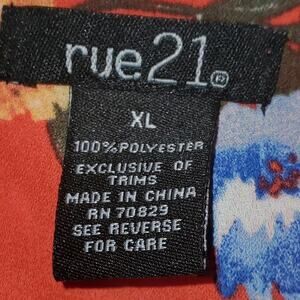 rue21®
XL
100%POLYESTER
EXCLUSIVE OF
TRIMS
MADE IN CHINA
RN 70829
SEE REVERSE
FOR CARE